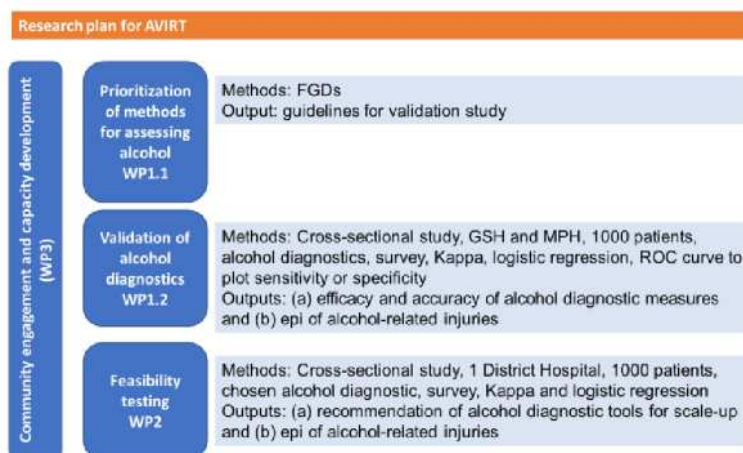 Research plan for AVIRT
Community engagement and capacity development
(WP3)
Prioritization
of methods
for assessing
alcohol
WP1.1
Methods: FGDs
Output: guidelines for validation study
Validation of
alcohol
diagnostics
WP1.2
Methods: Cross-sectional study, GSH and MPH, 1000 patients,
alcohol diagnostics, survey, Kappa, logistic regression, ROC curve to
plot sensitivity or specificity
Outputs: (a) efficacy and accuracy of alcohol diagnostic measures
and (b) epi of alcohol-related injuries
Feasibility
testing
WP2
Methods: Cross-sectional study, 1 District Hospital, 1000 patients,
chosen alcohol diagnostic, survey, Kappa and logistic regression
Outputs: (a) recommendation of alcohol diagnostic tools for scale-up
and (b) epi of alcohol-related injuries